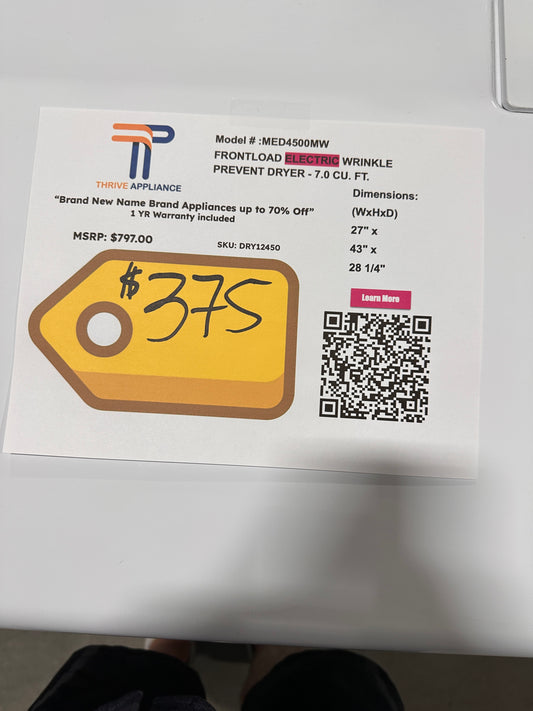 TP
THRIVE APPLIANCE
Model # :MED4500MW
FRONTLOAD ELECTRIC WRINKLE
PREVENT DRYER - 7.0 CU. FT.
"Brand New Name Brand Appliances up to 70% Off"
1 YR Warranty included
MSRP: $797.00
SKU: DRY12450
$375
Dimensions:
(WxHxD)
27" x
43" x
28 1/4"
Learn More